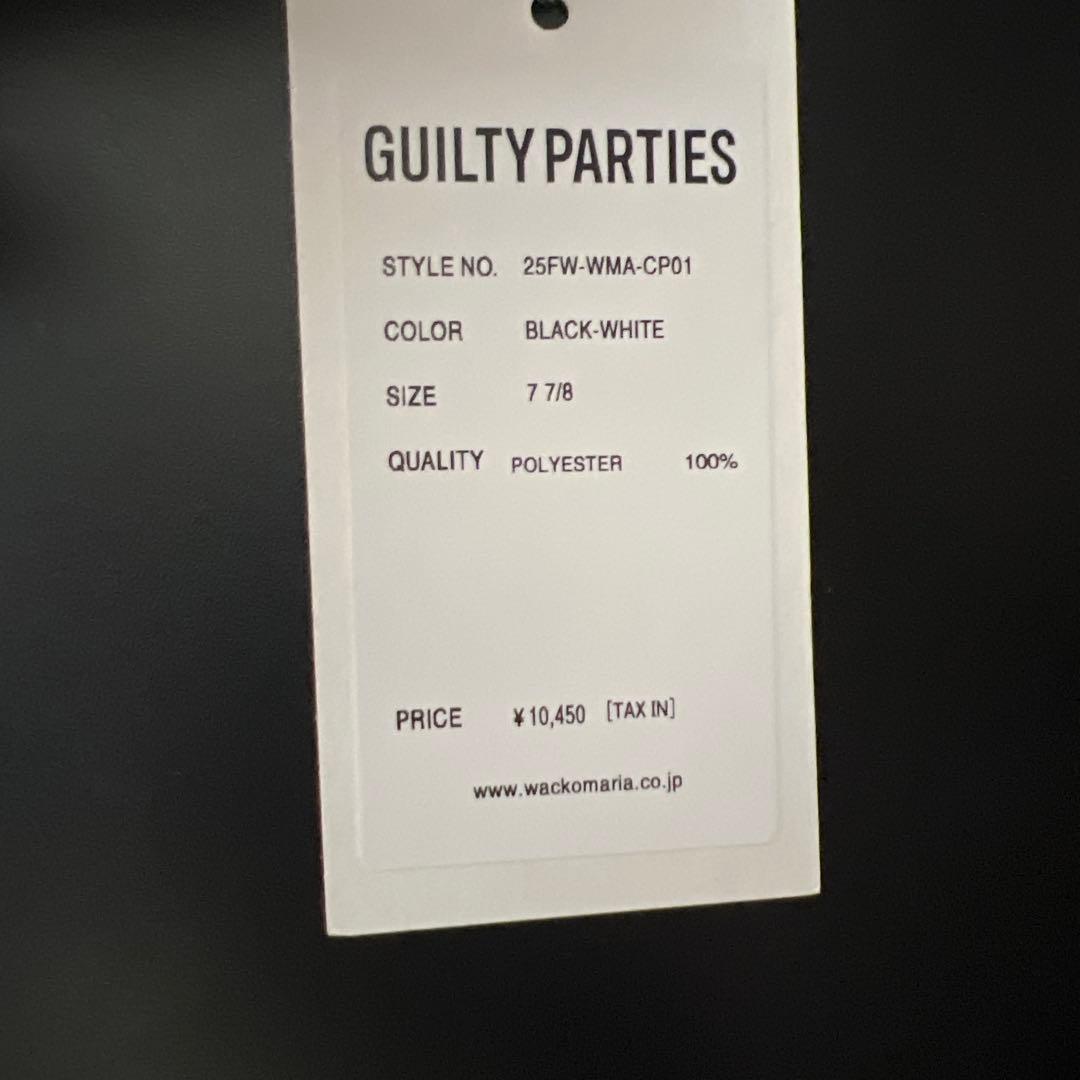 GUILTY PARTIES
STYLE NO. 25FW-WMA-CP01
COLOR BLACK-WHITE
SIZE 7 7/8
QUALITY POLYESTER 100%
PRICE ¥10,450 [TAX IN]
www.wackomaria.co.jp